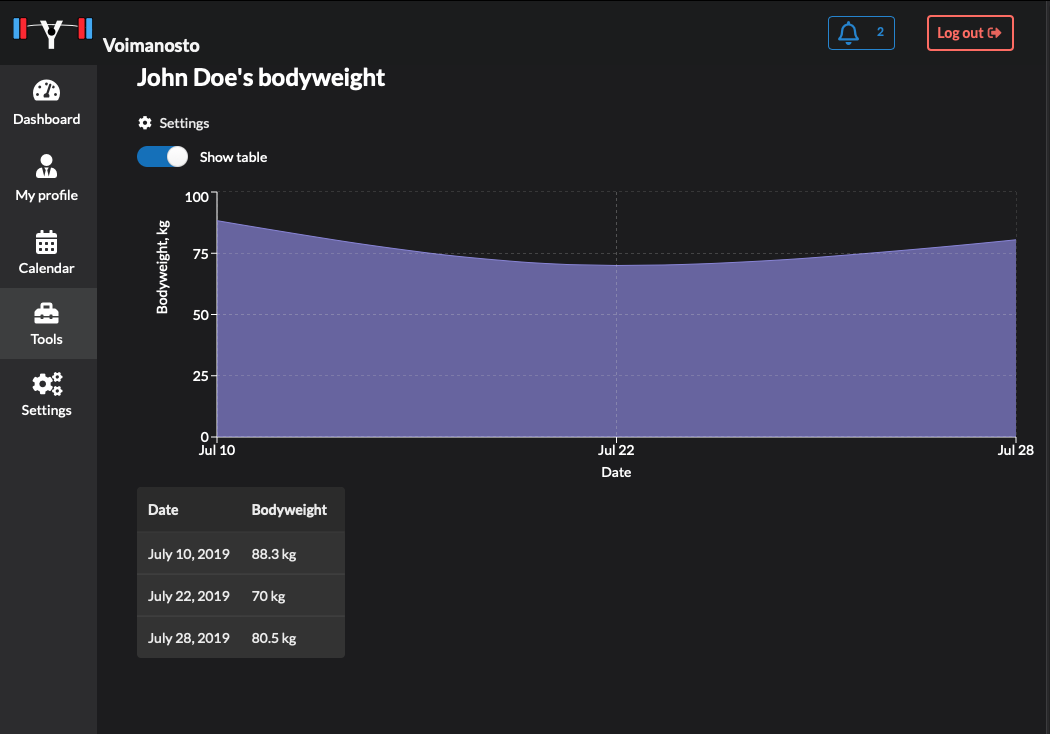 Voimanosto
2
Log out
Dashboard
My profile
Calendar
Tools
Settings
John Doe's bodyweight
Settings
Show table
Bodyweight, kg
100
75
50
25
0
Jul 10
Jul 22
Jul 28
Date
Date Bodyweight
July 10, 2019 88.3 kg
July 22, 2019 70 kg
July 28, 2019 80.5 kg